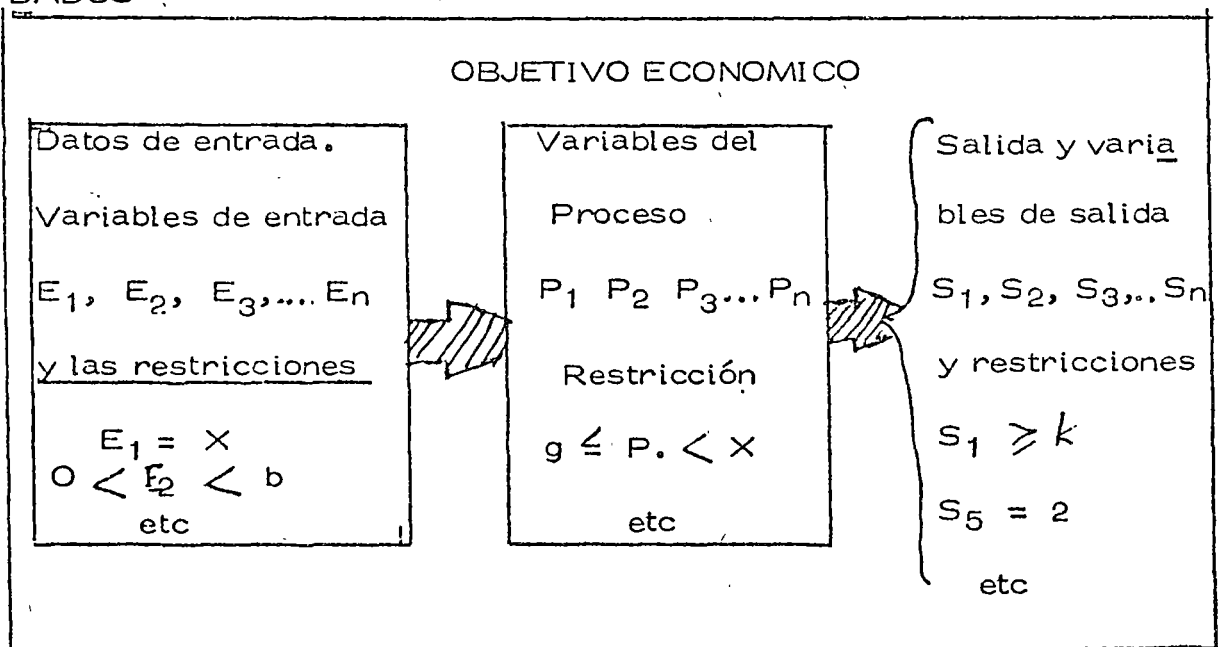 OBJETIVO ECONOMICO
Datos de entrada.
Variables de entrada
E1, E2, E3,.... En
y las restricciones
E1 = X
O < E2 < b
etc
Variables del
Proceso
P1 P2 P3... Pn
Restricción
g ≤ P. < X
etc
Salida y varia
bles de salida
S1, S2, S3,.. Sn
y restricciones
S1 ≥ k
S5 = 2
etc